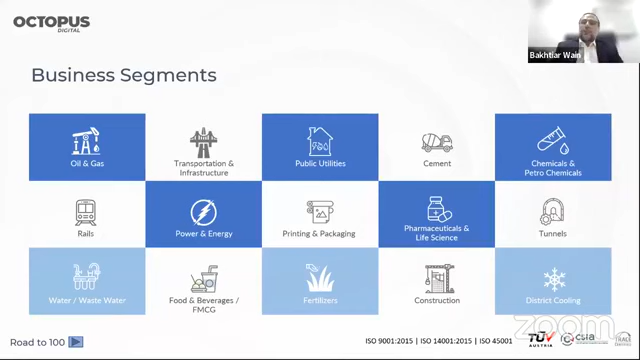 OCTOPUS
DIGITAL
Bakhtiar Wain
Business Segments
Oil & Gas
Transportation &
Infrastructure
Public Utilities
Cement
Chemicals &
Petro Chemicals
Rails
Power & Energy
Printing & Packaging
Pharmaceuticals &
Life Science
Tunnels
Water / Waste Water
Food & Beverages /
FMCG
Fertilizers
Construction
District Cooling
zoom
Road to 100
ISO 9001:2015 | ISO 14001:2015 | ISO 45001
TÜV
AUSTRIA
csia
TRACE